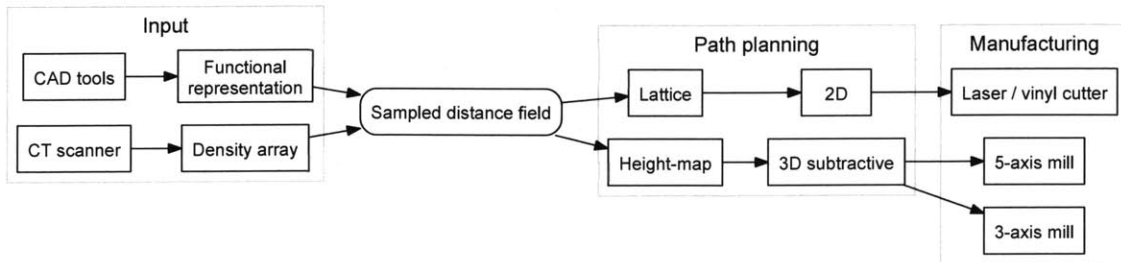 Input
CAD tools
Functional
representation
CT scanner
Density array
Sampled distance field
Path planning
Lattice
2D
Height-map
3D subtractive
Manufacturing
Laser / vinyl cutter
5-axis mill
3-axis mill